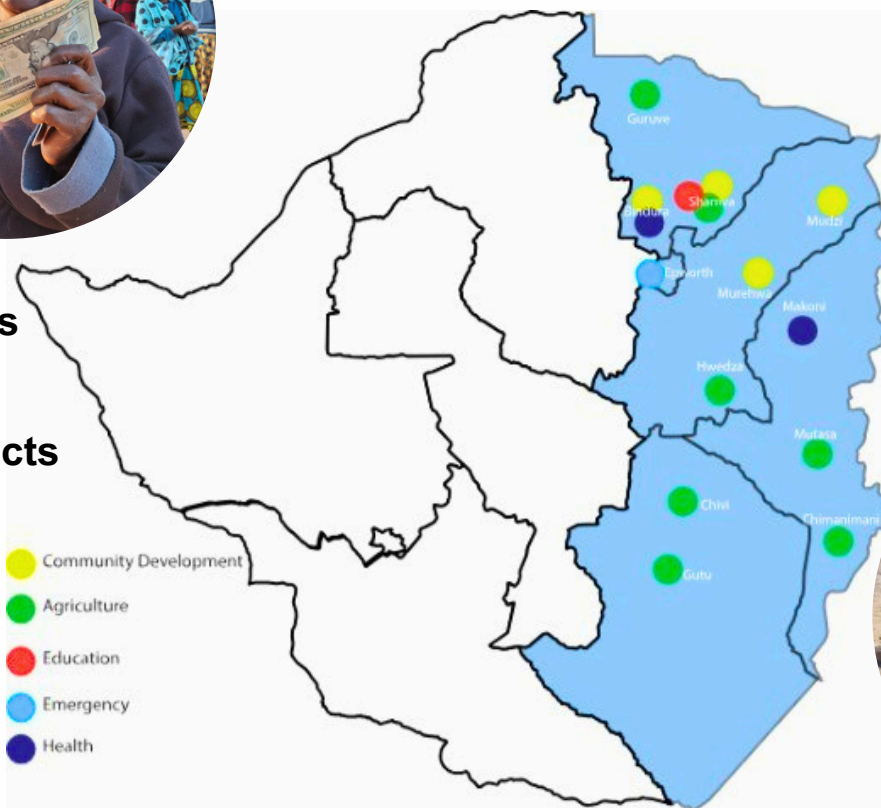 Guruve
Shamva
Bindura
Mudzi
Epworth
Murehwa
Makoni
s
Hwedza
Mutasa
cts
Chivi
Chimanimani
Gutu
Community Development
Agriculture
Education
Emergency
Health